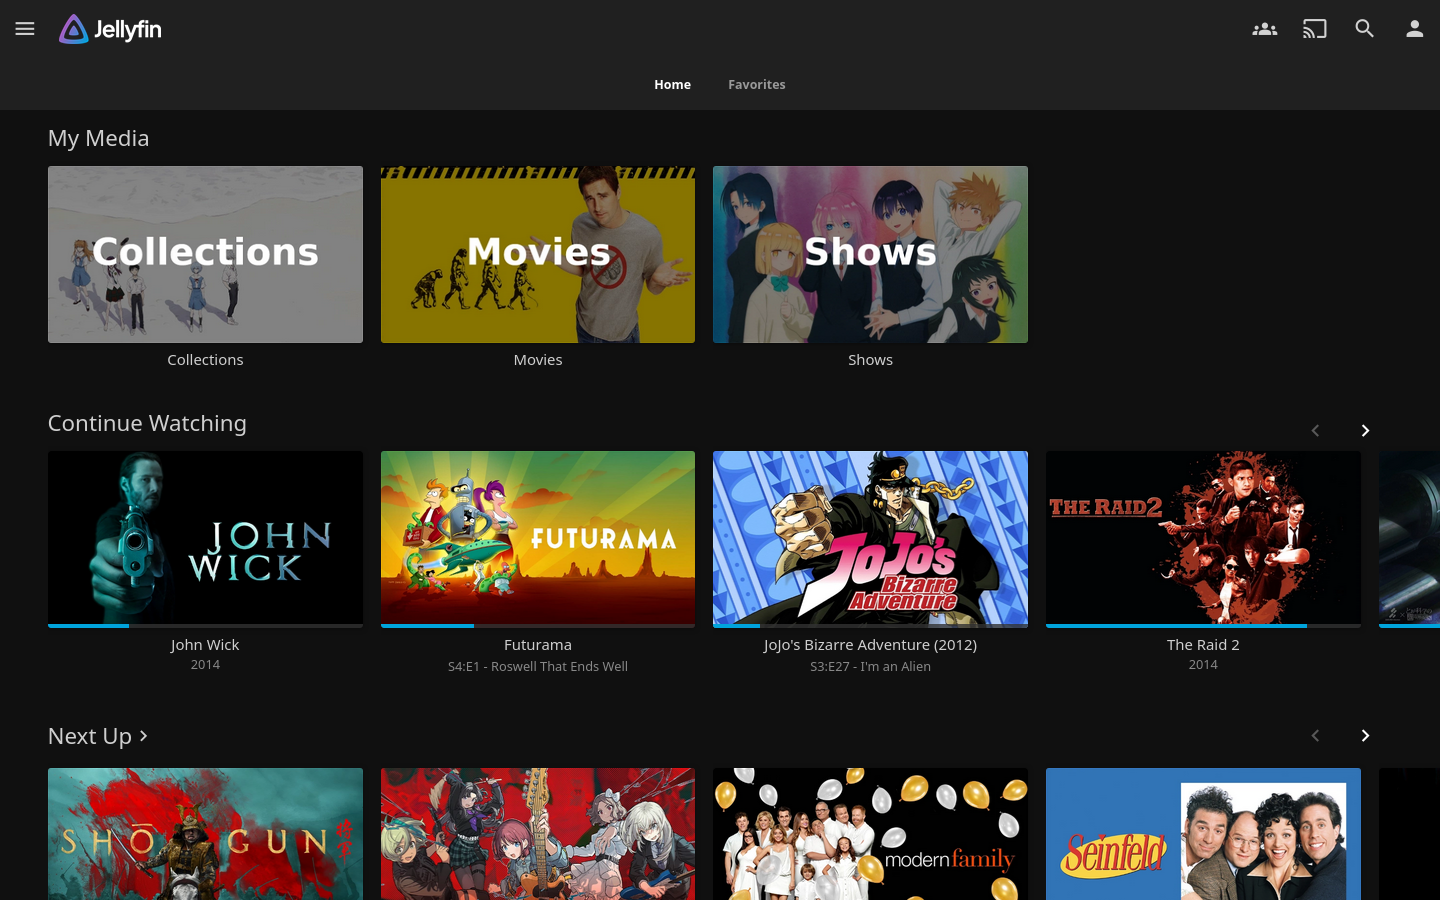 Jellyfin
Home
Favorites
My Media
Collections
Movies
Shows
Collections
Movies
Shows
Continue Watching
JOHN
WICK
FUTURAMA
JoJo's
Bizarre
Adventure
THE RAID2
John Wick
Futurama
JoJo's Bizarre Adventure (2012)
The Raid 2
2014
S4:E1 - Roswell That Ends Well
S3:E27 - I'm an Alien
2014
Next Up
SHŌGUN
将軍
modern family
Seinfeld